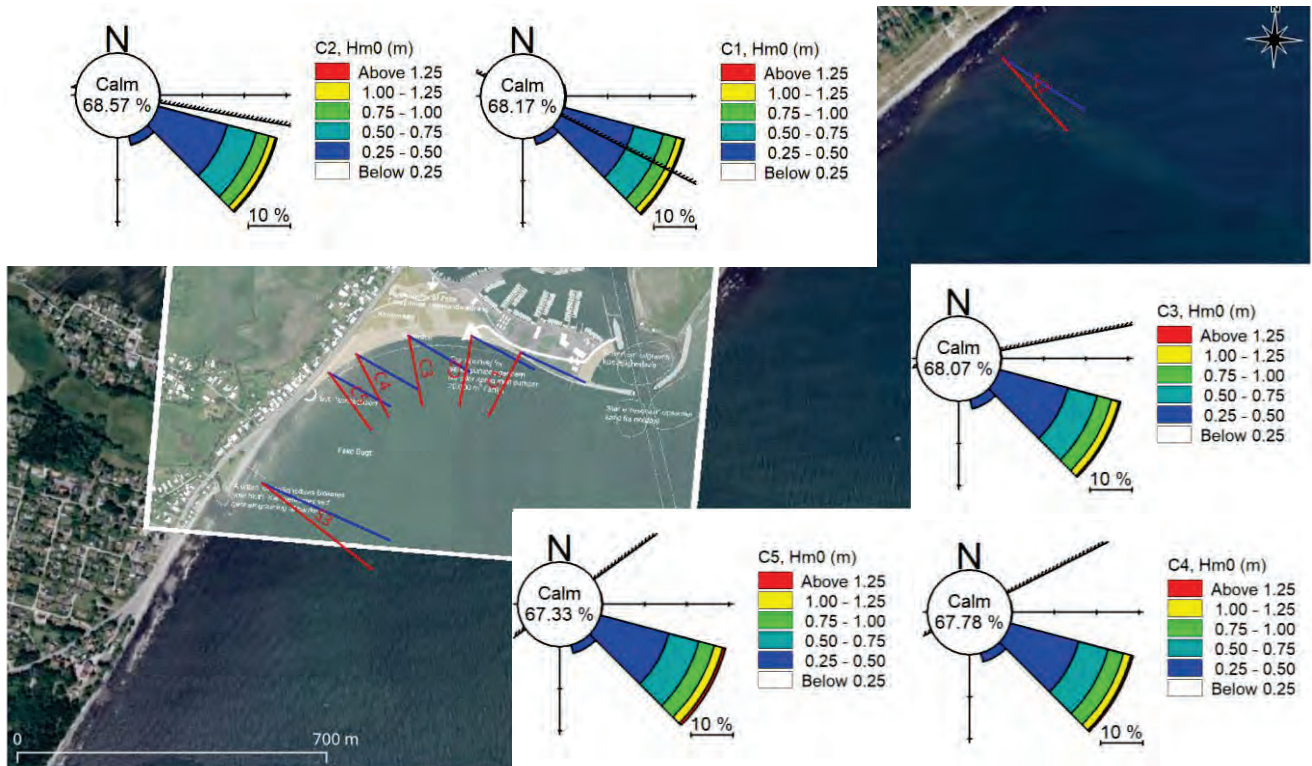 N
Calm
68.57 %
10 %
C2, Hm0 (m)
Above 1.25
1.00 - 1.25
0.75 - 1.00
0.50 - 0.75
0.25 - 0.50
Below 0.25
N
Calm
68.17 %
10 %
C1, Hm0 (m)
Above 1.25
1.00 - 1.25
0.75 - 1.00
0.50 - 0.75
0.25 - 0.50
Below 0.25
N
N
Calm
68.07 %
10 %
C3, Hm0 (m)
Above 1.25
1.00 - 1.25
0.75 - 1.00
0.50 - 0.75
0.25 - 0.50
Below 0.25
C4
C3
Faxe Bugt
N
Calm
67.33 %
10 %
C5, Hm0 (m)
Above 1.25
1.00 - 1.25
0.75 - 1.00
0.50 - 0.75
0.25 - 0.50
Below 0.25
N
Calm
67.78 %
10 %
C4, Hm0 (m)
Above 1.25
1.00 - 1.25
0.75 - 1.00
0.50 - 0.75
0.25 - 0.50
Below 0.25
0
700 m